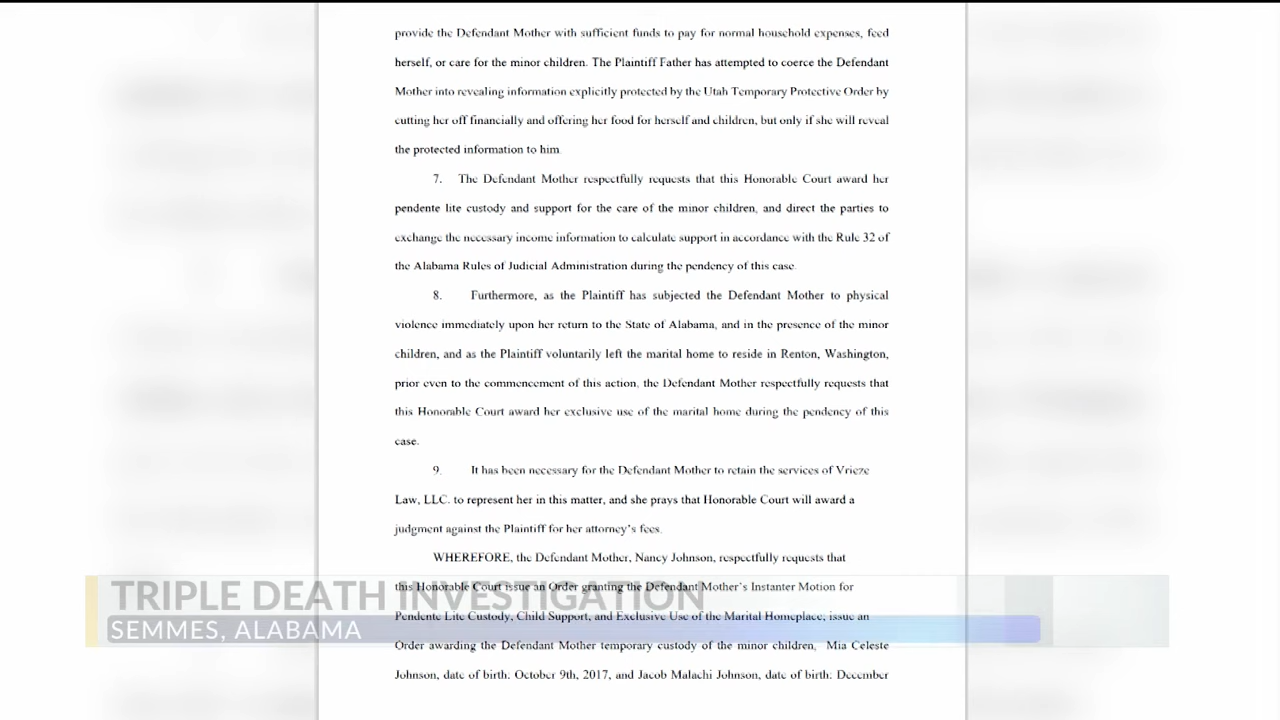 provide the Defendant Mother with sufficient funds to pay for normal household expenses, feed
herself, or care for the minor children. The Plaintiff Father has attempted to coerce the Defendant
Mother into revealing information explicitly protected by the Utah Temporary Protective Order by
cutting her off financially and offering her food for herself and children, but only if she will reveal
the protected information to him.
7. The Defendant Mother respectfully requests that this Honorable Court award her
pendente lite custody and support for the care of the minor children, and direct the parties to
exchange the necessary income information to calculate support in accordance with the Rule 32 of
the Alabama Rules of Judicial Administration during the pendency of this case.
8. Furthermore, as the Plaintiff has subjected the Defendant Mother to physical
violence immediately upon her return to the State of Alabama, and in the presence of the minor
children, and as the Plaintiff voluntarily left the marital home to reside in Renton, Washington,
prior even to the commencement of this action, the Defendant Mother respectfully requests that
this Honorable Court award her exclusive use of the marital home during the pendency of this
case.
9. It has been necessary for the Defendant Mother to retain the services of Vrieze
Law, LLC. to represent her in this matter, and she prays that Honorable Court will award a
judgment against the Plaintiff for her attorney's fees.
WHEREFORE, the Defendant Mother, Nancy Johnson, respectfully requests that
this Honorable Court issue an Order granting the Defendant Mother's Instanter Motion for
Pendente Lite Custody, Child Support, and Exclusive Use of the Marital Homeplace; issue an
Order awarding the Defendant Mother temporary custody of the minor children, Mia Celeste
Johnson, date of birth: October 9th, 2017, and Jacob Malachi Johnson, date of birth: December
TRIPLE DEATH INVESTIGATION
SEMMES, ALABAMA